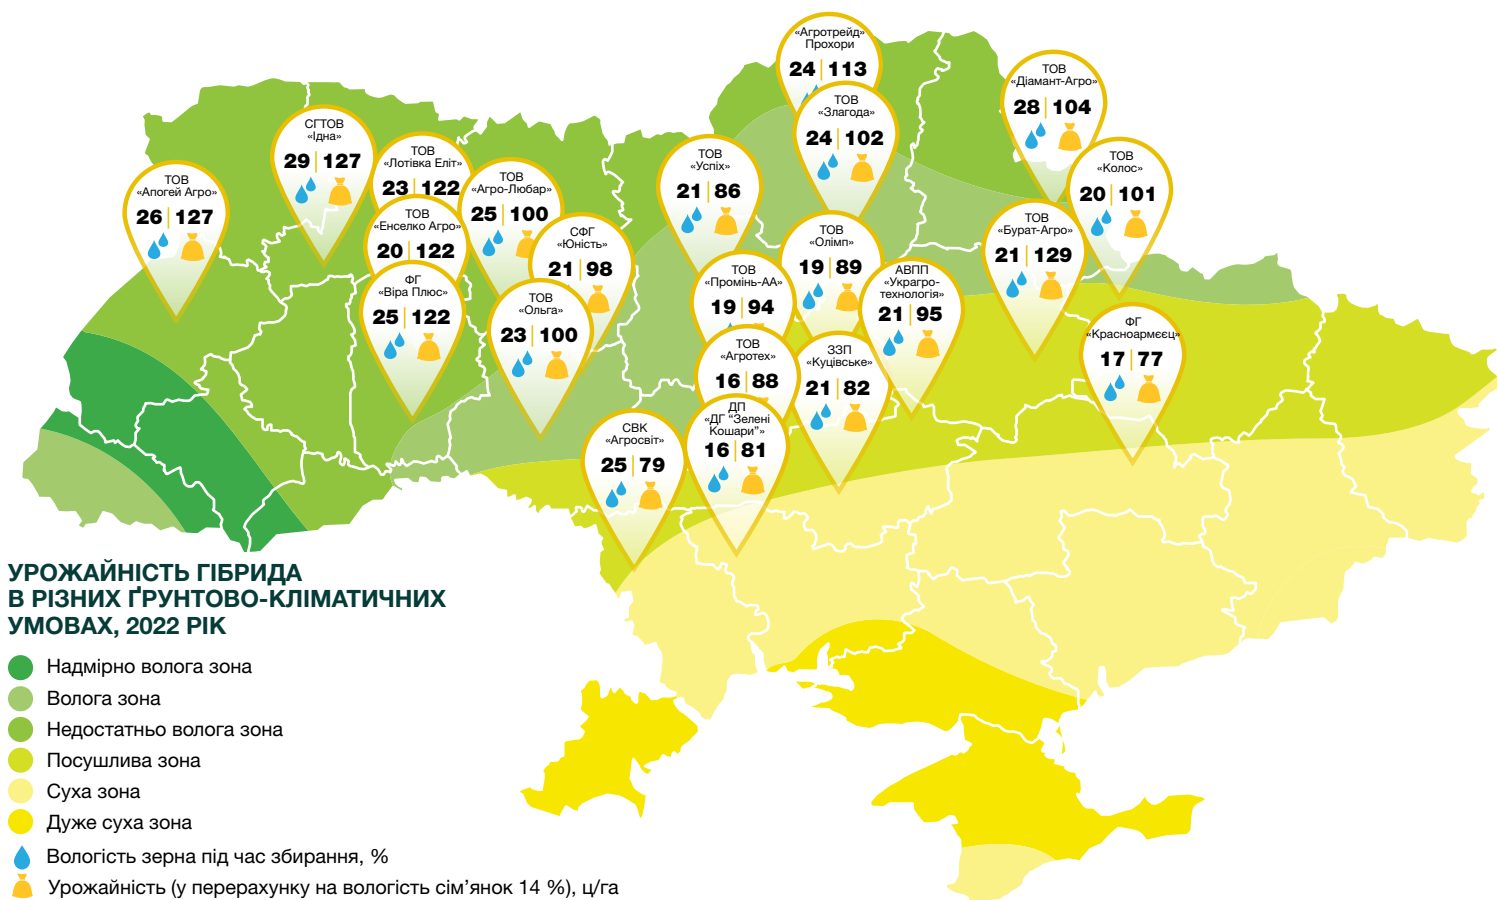 «Агротрейд»
Прохори
24 113
ТОВ
«Злагода»
24 102
ТОВ
«Діамант-Агро»
28 104
СГТОВ
«Їдна»
29 127
ТОВ
«Лотівка Еліт»
23 122
ТОВ
«Агро-Любар»
25 100
ТОВ
«Успіх»
21 86
ТОВ
«Колос»
20 101
ТОВ
«Апогей Агро»
26 127
ТОВ
«Енселко Агро»
20 122
СФГ
«Юність»
21 98
ТОВ
«Олімп»
19 89
ТОВ
«Бурат-Агро»
21 129
ФГ
«Віра Плюс»
25 122
ТОВ
«Ольга»
23 100
ТОВ
«Промінь-АА»
19 94
АВПП
«Украгро-
технологія»
21 95
ФГ
«Красноармєєц»
17 77
ТОВ
«Агротех»
16 88
ЗЗП
«Куцівське»
21 82
СВК
«Агросвіт»
25 79
ДП
«ДГ “Зелені
Кошари”»
16 81
УРОЖАЙНІСТЬ ГІБРИДА
В РІЗНИХ ҐРУНТОВО-КЛІМАТИЧНИХ
УМОВАХ, 2022 РІК
Надмірно волога зона
Волога зона
Недостатньо волога зона
Посушлива зона
Суха зона
Дуже суха зона
Вологість зерна під час збирання, %
Урожайність (у перерахунку на вологість сім’янок 14 %), ц/га